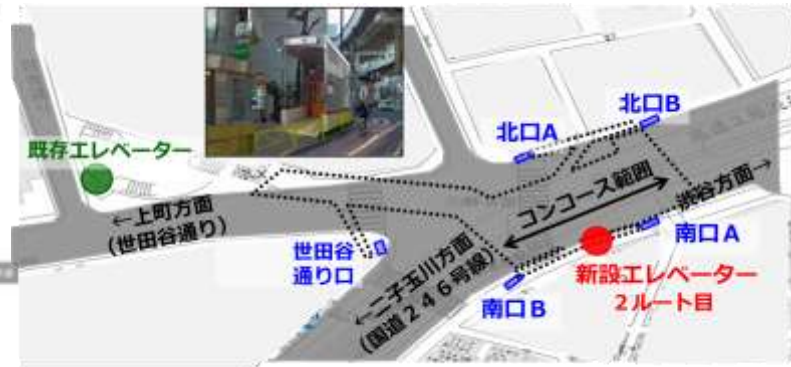 北口B
北口A
既存エレベーター
←上町方面
(世田谷通り)
コンコース範囲
渋谷方面→
世田谷
通り口
←二子玉川方面
(国道246号線)
南口A
南口B
新設エレベーター
2ルート目